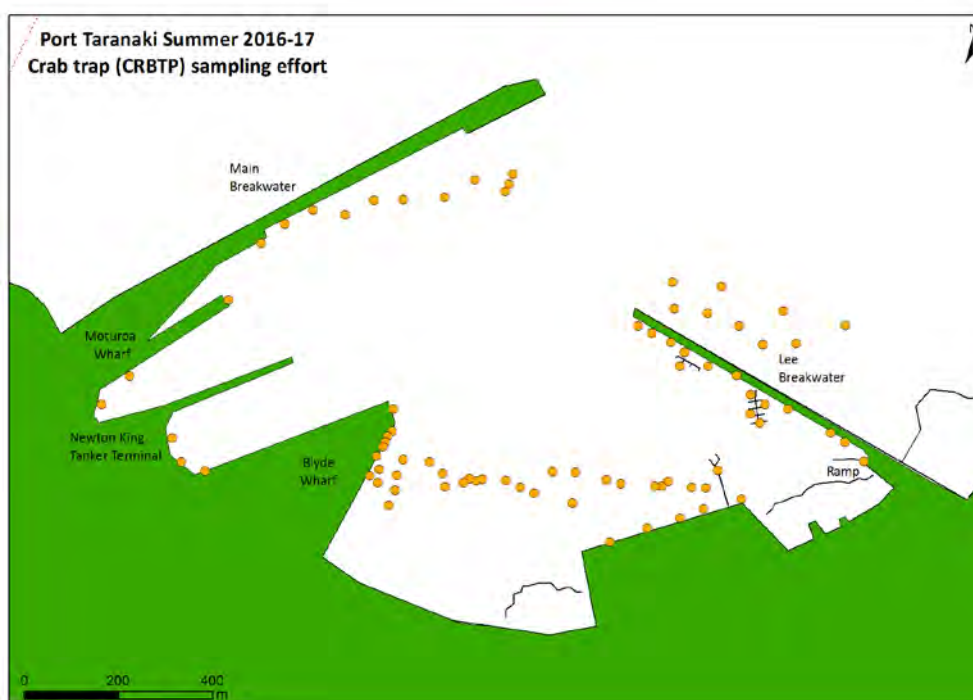 Port Taranaki Summer 2016-17
Crab trap (CRBTP) sampling effort
N
Main
Breakwater
Moturoa
Wharf
Lee
Breakwater
Newton King
Tanker Terminal
Blyde
Wharf
Ramp
0 200 400
m